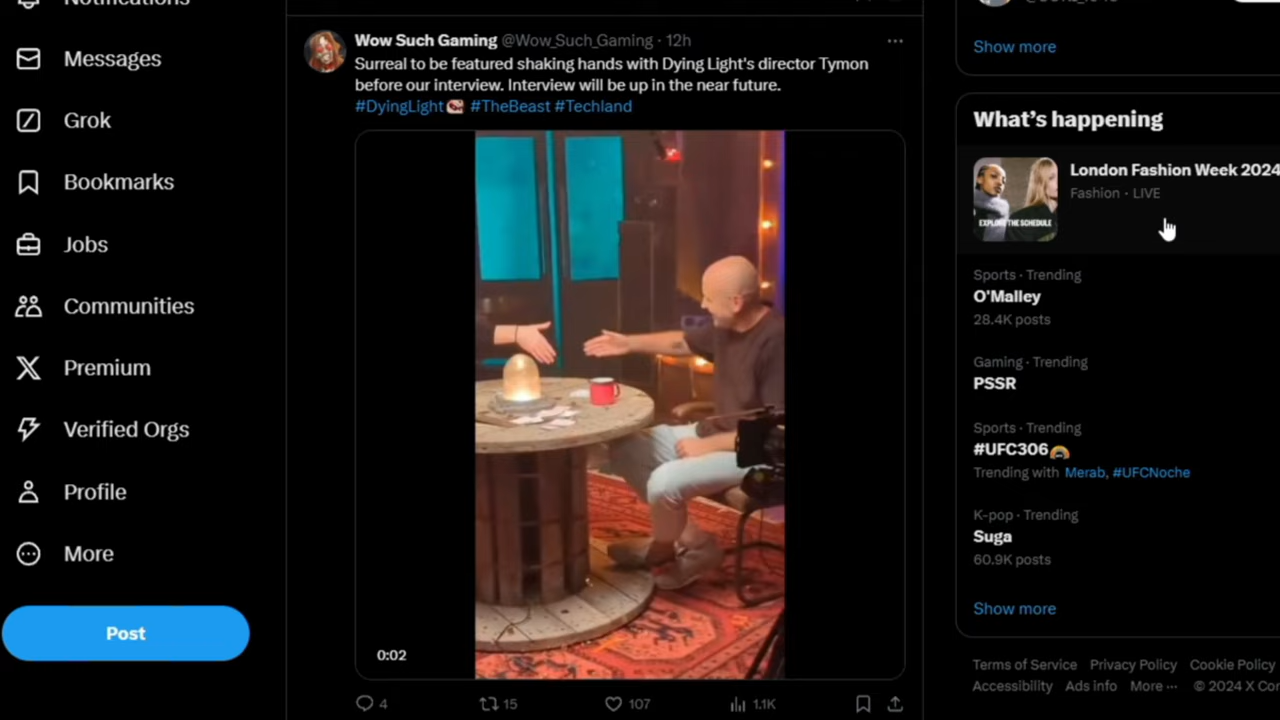 Notifications
Messages
Grok
Bookmarks
Jobs
Communities
Premium
Verified Orgs
Profile
More
Post
Wow Such Gaming @Wow_Such_Gaming · 12h
Surreal to be featured shaking hands with Dying Light's director Tymon
before our interview. Interview will be up in the near future.
#DyingLight #TheBeast #Techland
0:02
4
15
107
1.1K
Show more
What's happening
London Fashion Week 2024
Fashion · LIVE
EXPLORE THE SCHEDULE
Sports · Trending
O'Malley
28.4K posts
Gaming · Trending
PSSR
Sports · Trending
#UFC306
Trending with Merab, #UFCNoche
K-pop · Trending
Suga
60.9K posts
Show more
Terms of Service Privacy Policy Cookie Policy
Accessibility Ads info More ··· © 2024 X Cor